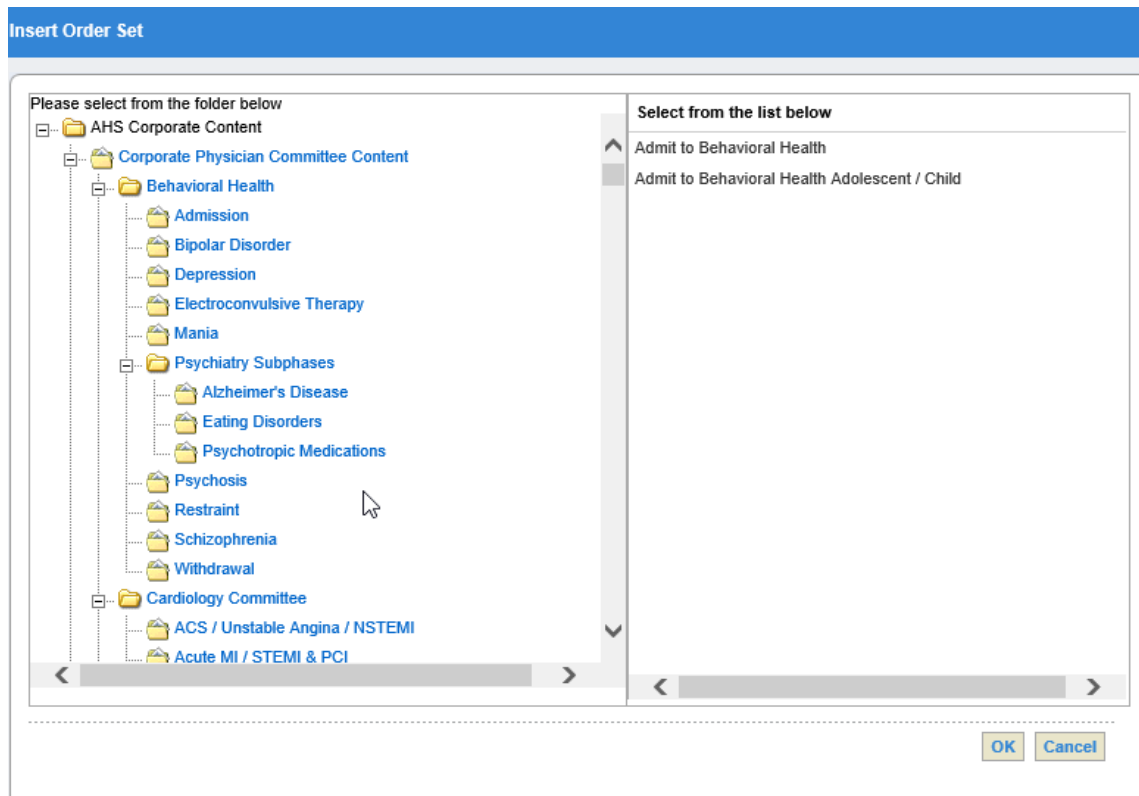 Insert Order Set
Please select from the folder below
AHS Corporate Content
Corporate Physician Committee Content
Behavioral Health
Admission
Bipolar Disorder
Depression
Electroconvulsive Therapy
Mania
Psychiatry Subphases
Alzheimer's Disease
Eating Disorders
Psychotropic Medications
Psychosis
Restraint
Schizophrenia
Withdrawal
Cardiology Committee
ACS / Unstable Angina / NSTEMI
Acute MI / STEMI & PCI
Select from the list below
Admit to Behavioral Health
Admit to Behavioral Health Adolescent / Child
OK Cancel